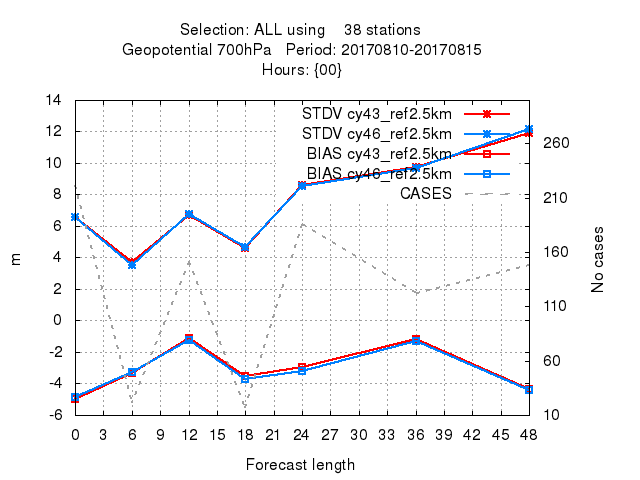 Selection: ALL using 38 stations
Geopotential 700hPa Period: 20170810-20170815
Hours: {00}
STDV cy43_ref2.5km
STDV cy46_ref2.5km
BIAS cy43_ref2.5km
BIAS cy46_ref2.5km
CASES
14
12
10
8
6
4
2
0
-2
-4
-6
m
260
210
160
110
60
10
No cases
0 3 6 9 12 15 18 21 24 27 30 33 36 39 42 45 48
Forecast length